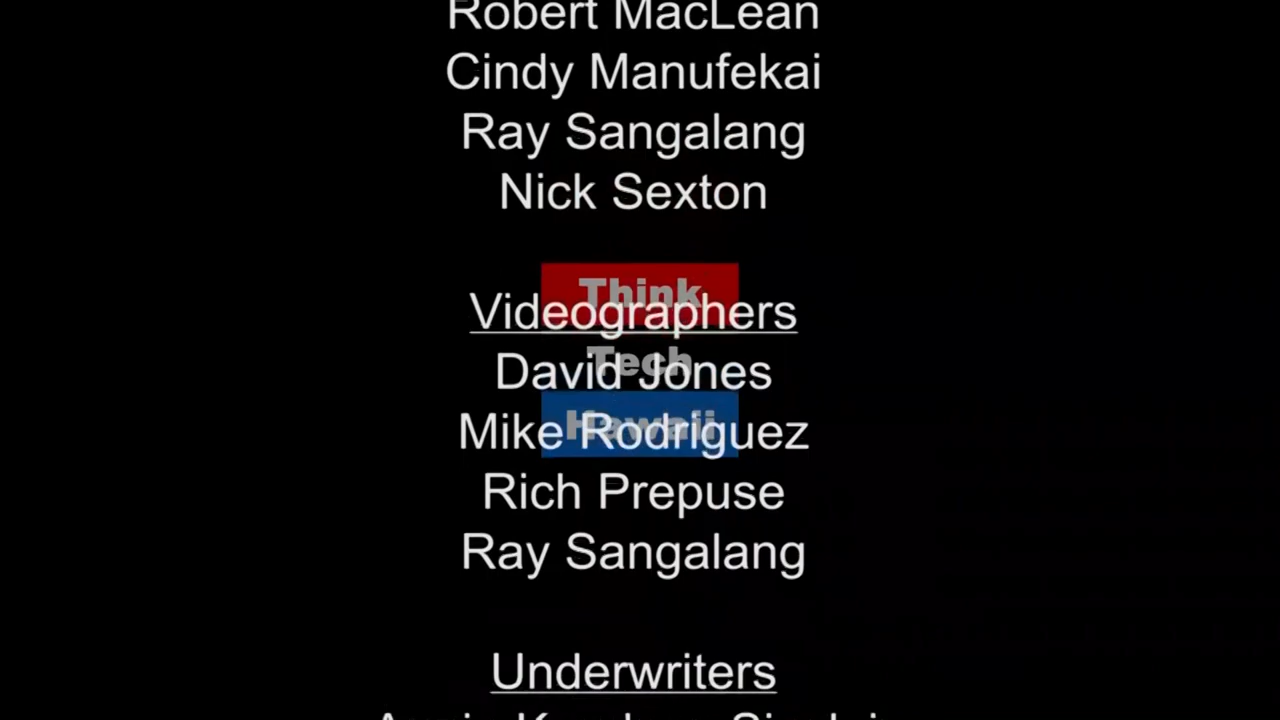 Robert MacLean
Cindy Manufekai
Ray Sangalang
Nick Sexton
Think
Videographers
Tech
David Jones
Hawaii
Mike Rodriguez
Rich Prepuse
Ray Sangalang
Underwriters